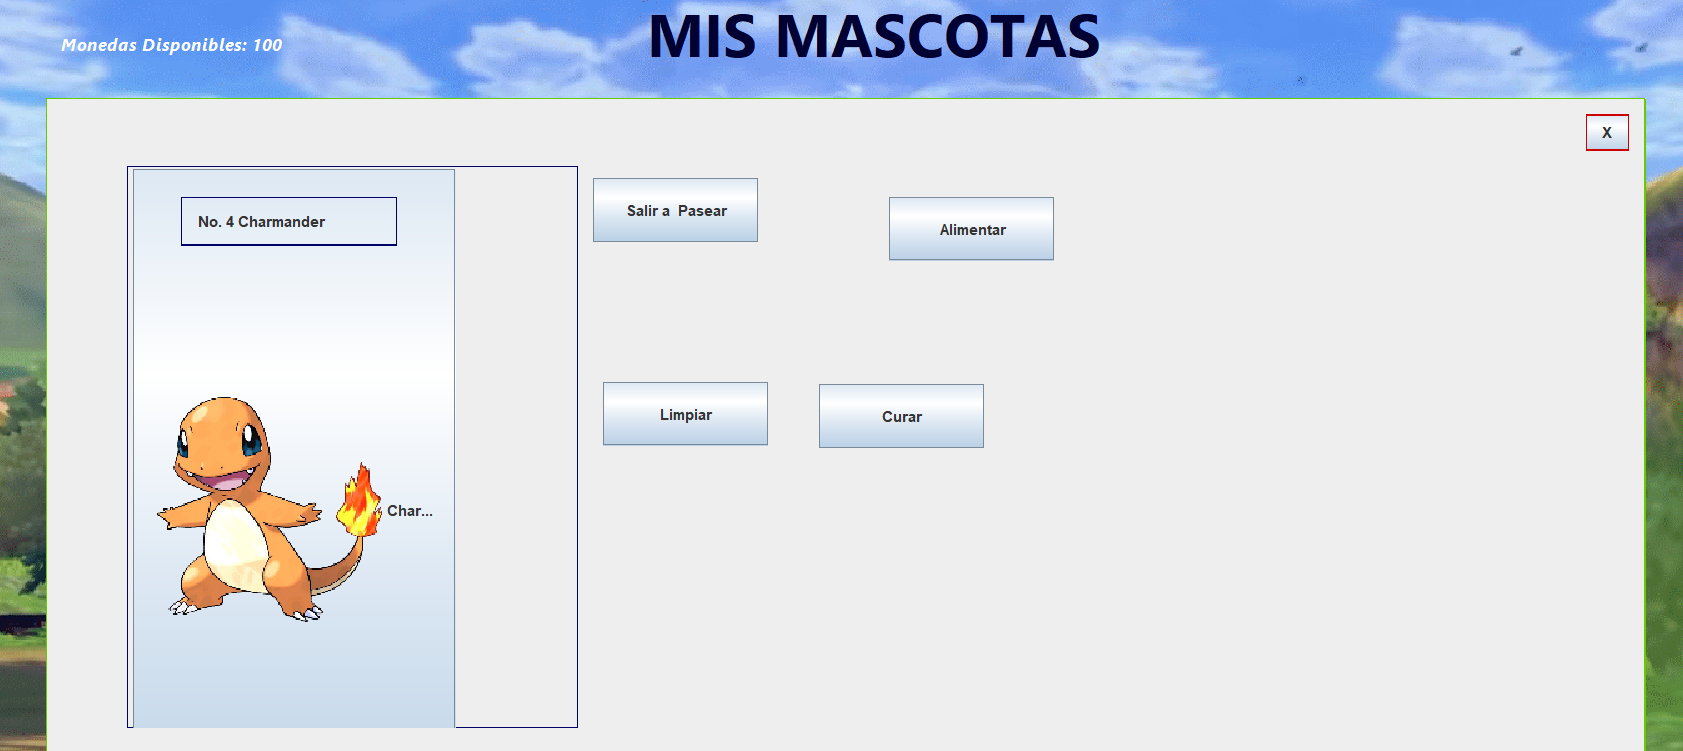 MIS MASCOTAS
Monedas Disponibles: 100
X
No. 4 Charmander
Salir a  Pasear
Alimentar
Limpiar
Curar
Char...